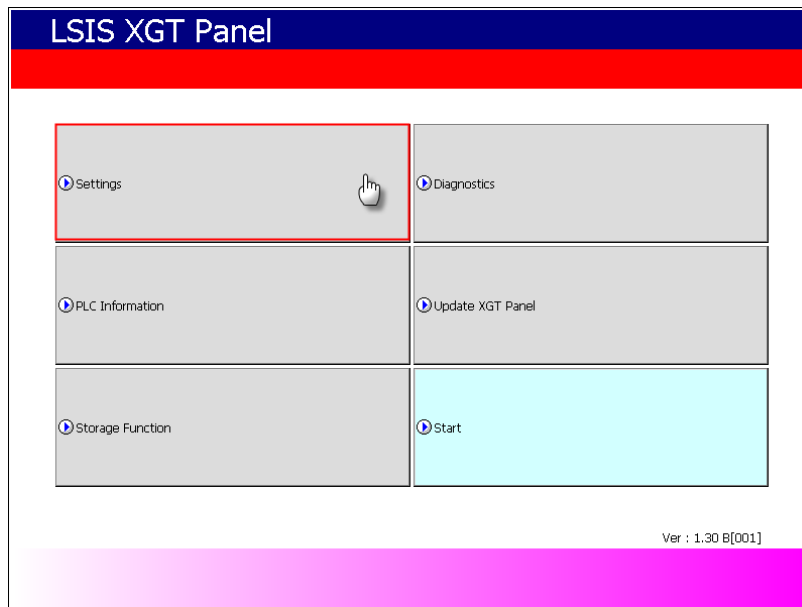 LSIS XGT Panel
Settings
Diagnostics
PLC Information
Update XGT Panel
Storage Function
Start
Ver : 1.30 B[001]